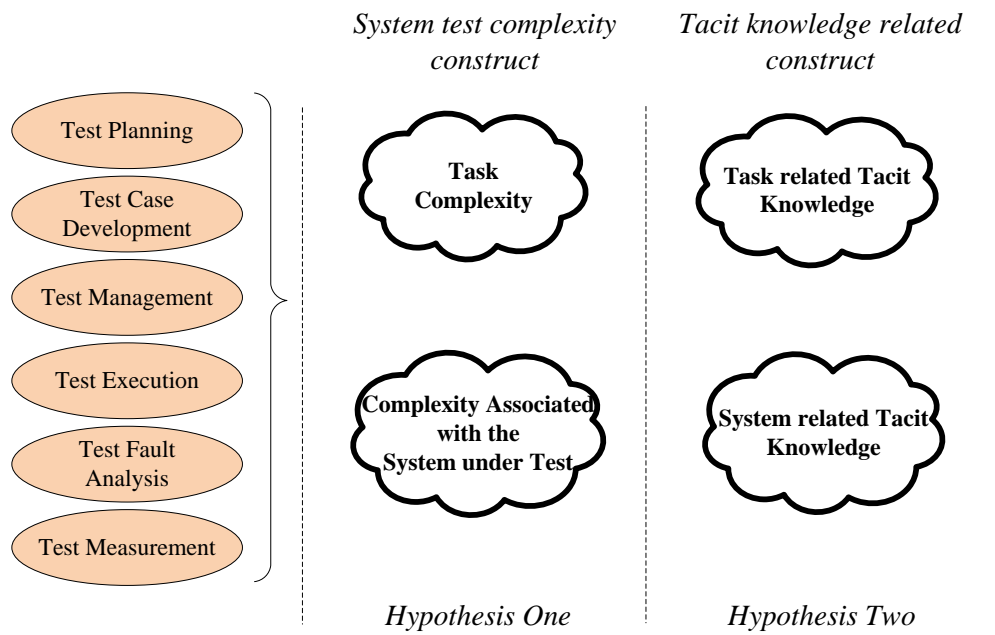 System test complexity
construct
Tacit knowledge related
construct
Test Planning
Test Case
Development
Test Management
Test Execution
Test Fault
Analysis
Test Measurement
Task
Complexity
Complexity Associated
with the
System under Test
Task related Tacit
Knowledge
System related Tacit
Knowledge
Hypothesis One
Hypothesis Two